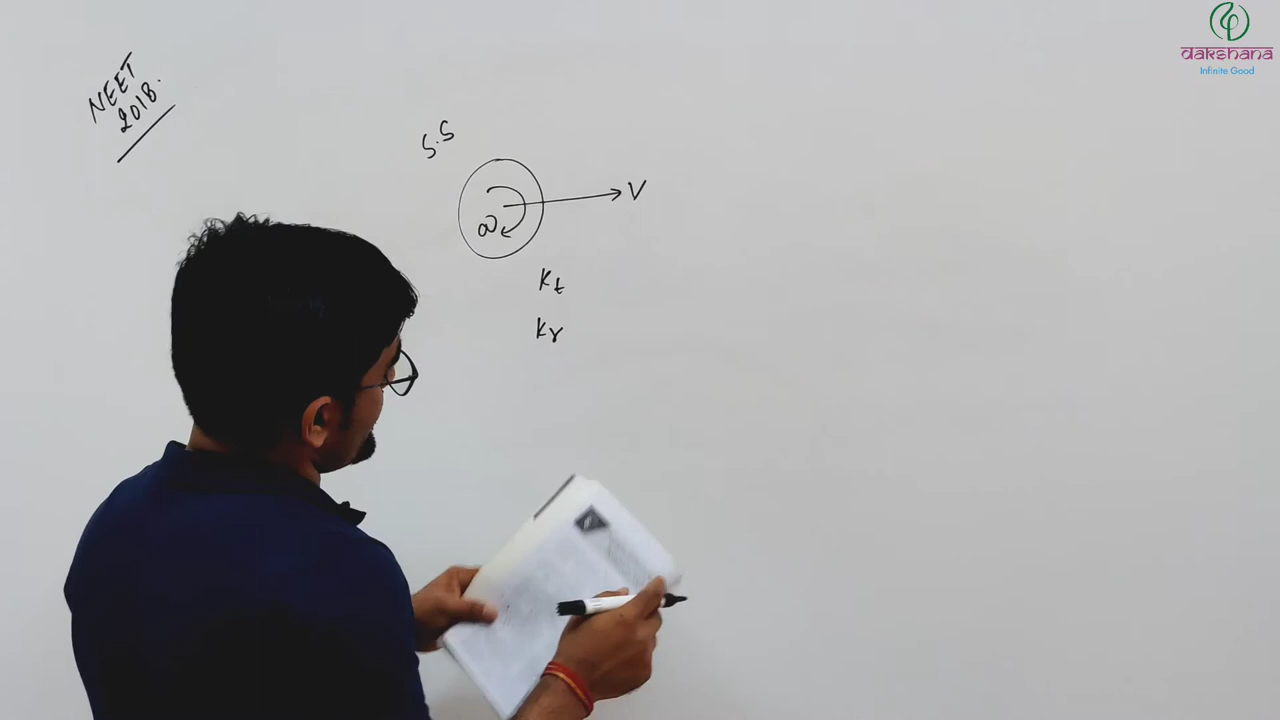 NEET
2018.
S.S
V
ω
Kt
Kr
dakshana
Infinite Good